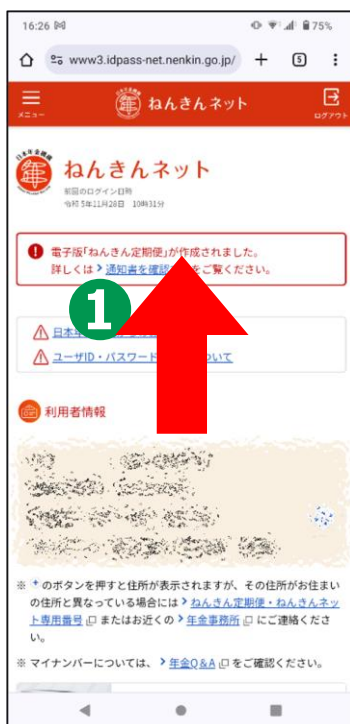 16:26
75%
www3.idpass-net.nenkin.go.jp/
5
メニュー
ねんきんネット
ログアウト
ねんきんネット
前回のログイン日時
令和5年11月28日 10時31分
電子版「ねんきん定期便」が作成されました。
詳しくは 通知書を確認 をご覧ください。
1
日本年
ユーザID・パスワード ついて
利用者情報
※ + のボタンを押すと住所が表示されますが、その住所がお住まい
の住所と異なっている場合には ねんきん定期便・ねんきんネッ
ト専用番号 またはお近くの 年金事務所 にご連絡くださ
い。
※ マイナンバーについては、 年金Q&A をご確認ください。